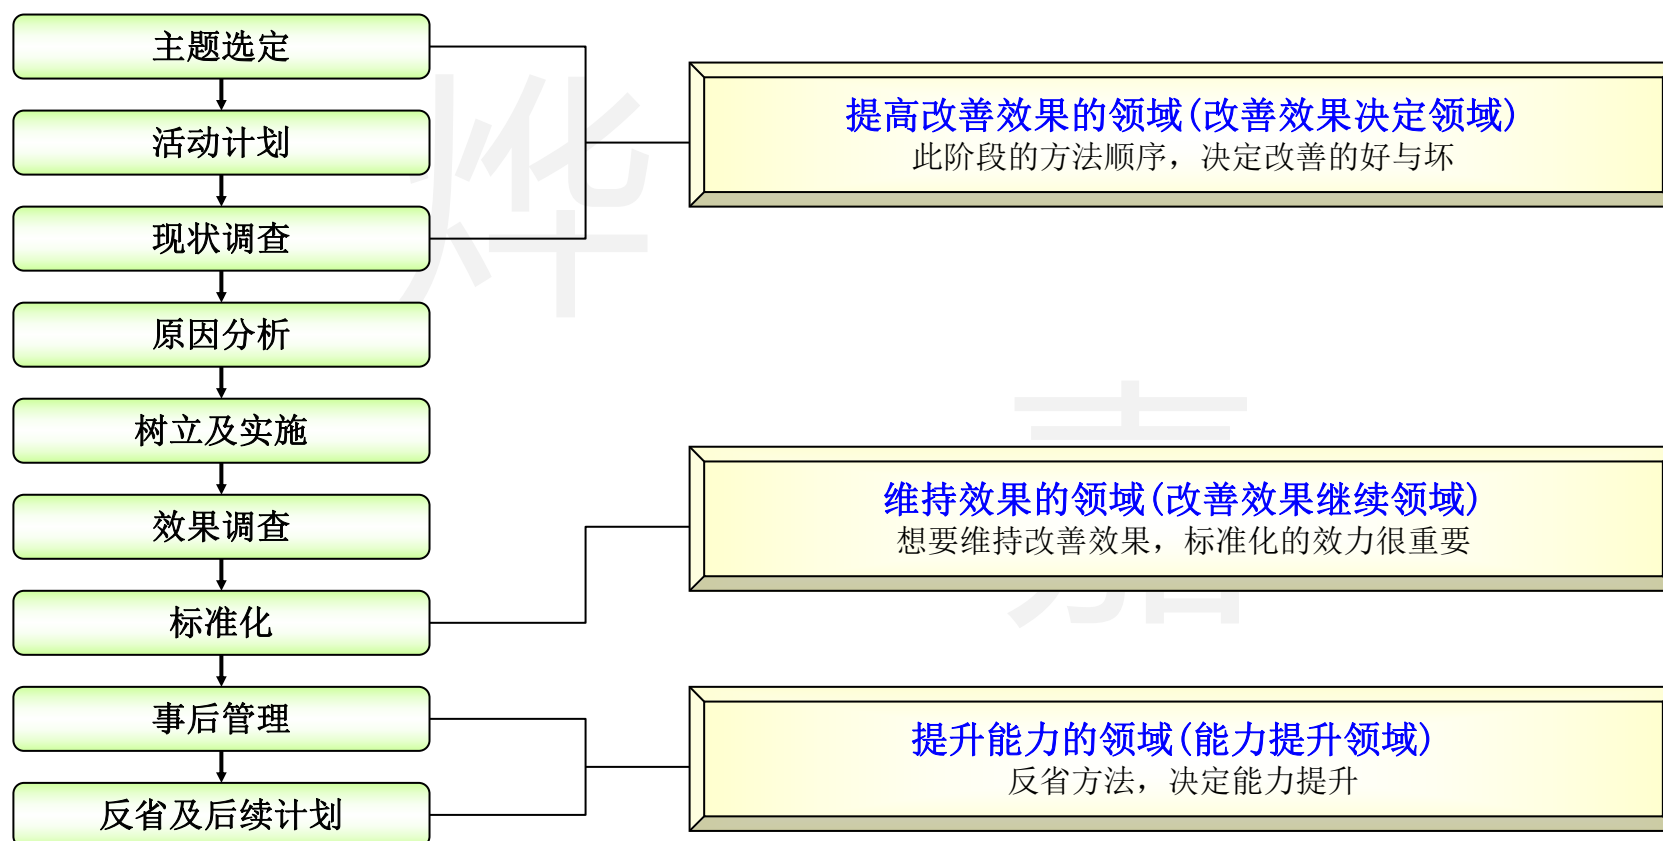 主题选定
活动计划
现状调查
原因分析
树立及实施
效果调查
标准化
事后管理
反省及后续计划
提高改善效果的领域(改善效果决定领域)
此阶段的方法顺序，决定改善的好与坏
维持效果的领域(改善效果继续领域)
想要维持改善效果，标准化的效力很重要
提升能力的领域(能力提升领域)
反省方法，决定能力提升
烨
嘉